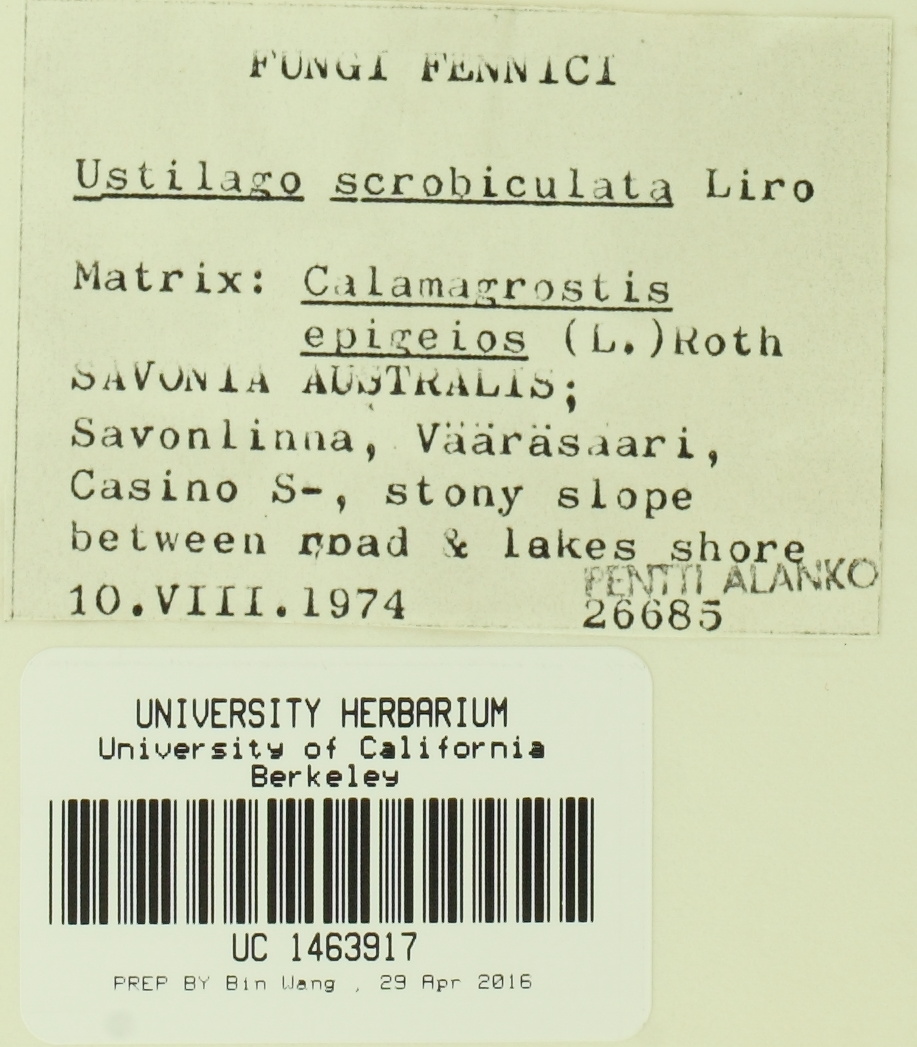 FUNGI FENNICI
Ustilago scrobiculata Liro
Matrix: Calamagrostis
epigeios (L.)Roth
SAVONIA AUSTRALIS;
Savonlinna, Vääräsaari,
Casino S-, stony slope
between road & lakes shore
PENTTI ALANKO
10.VIII.1974 26685
UNIVERSITY HERBARIUM
University of California
Berkeley
UC 1463917
PREP BY Bin Wang , 29 Apr 2016